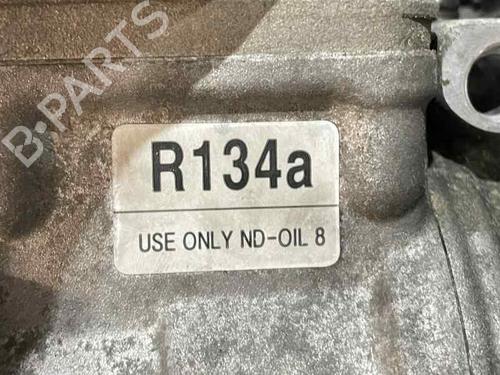 B-PARTS
R134a
USE ONLY ND-OIL 8